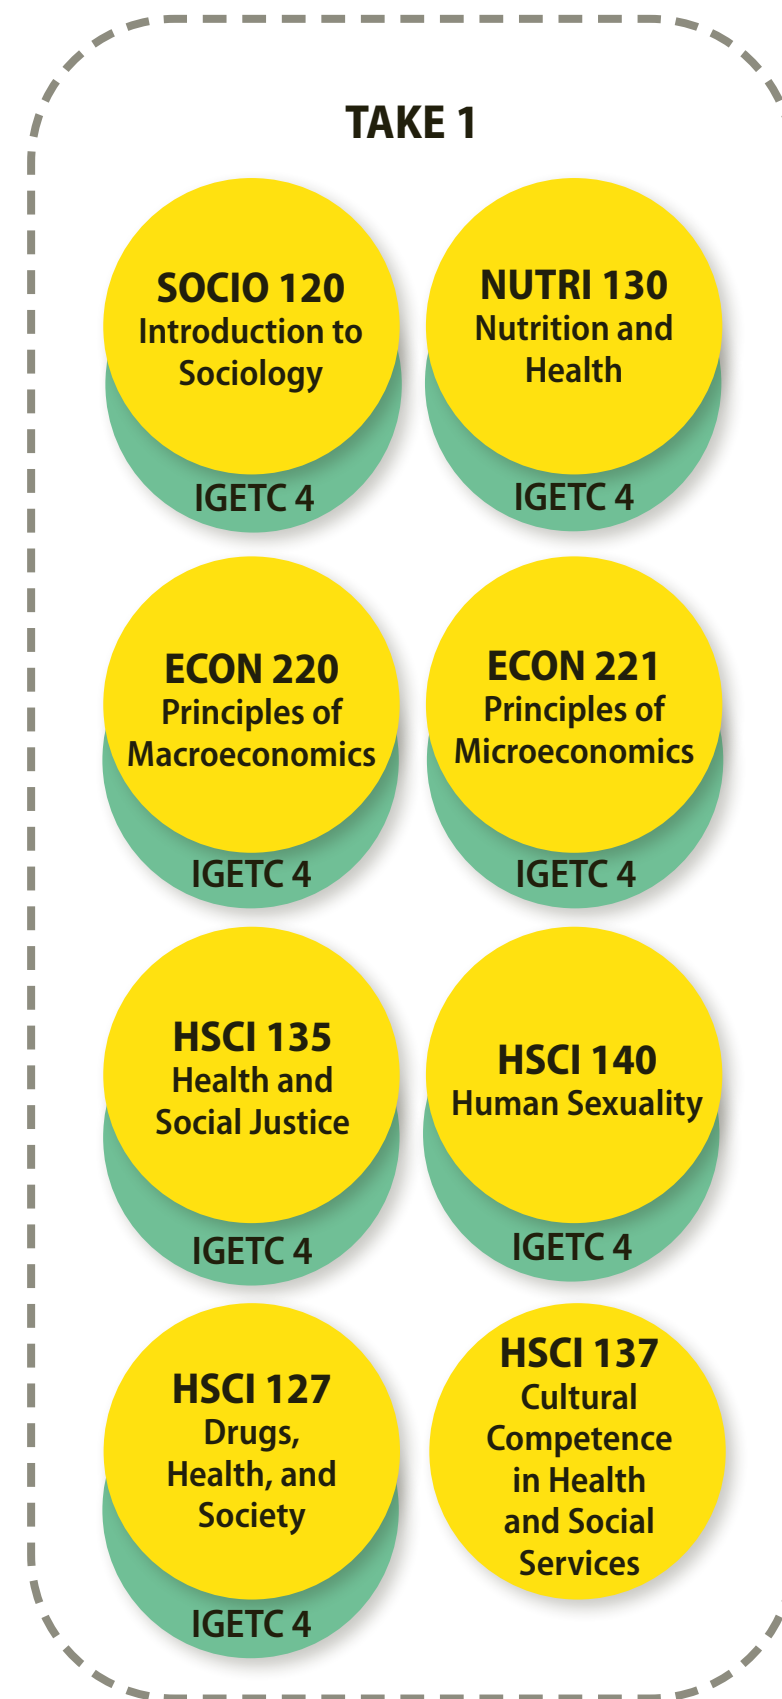 TAKE 1
SOCIO 120
Introduction to
Sociology
IGETC 4
NUTRI 130
Nutrition and
Health
IGETC 4
ECON 220
Principles of
Macroeconomics
IGETC 4
ECON 221
Principles of
Microeconomics
IGETC 4
HSCI 135
Health and
Social Justice
IGETC 4
HSCI 140
Human Sexuality
IGETC 4
HSCI 127
Drugs,
Health, and
Society
IGETC 4
HSCI 137
Cultural
Competence
in Health
and Social
Services